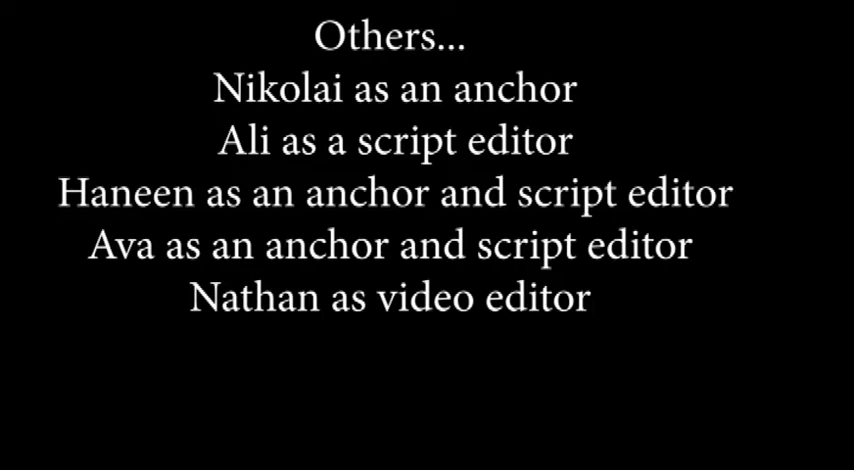 Others...
Nikolai as an anchor
Ali as a script editor
Haneen as an anchor and script editor
Ava as an anchor and script editor
Nathan as video editor